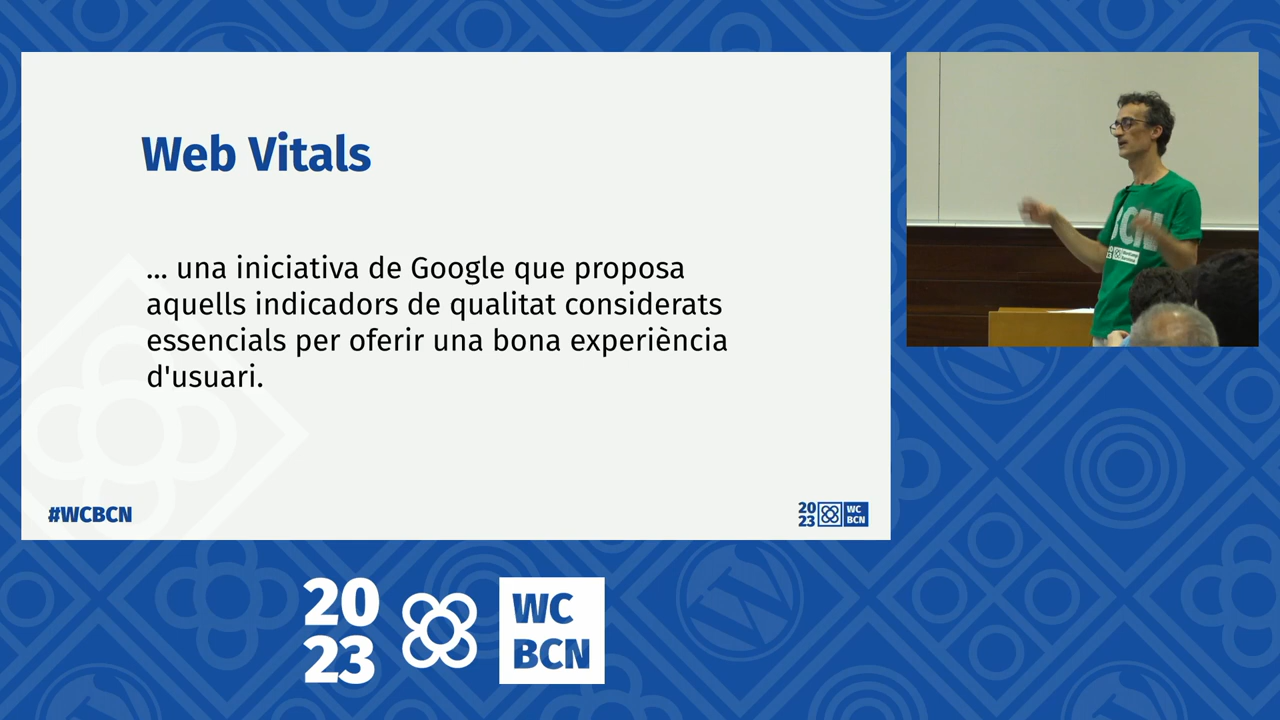 Web Vitals
... una iniciativa de Google que proposa
aquells indicadors de qualitat considerats
essencials per oferir una bona experiència
d'usuari.
#WCBCN
20
23
WC
BCN
BCN
20
23
WC
BCN